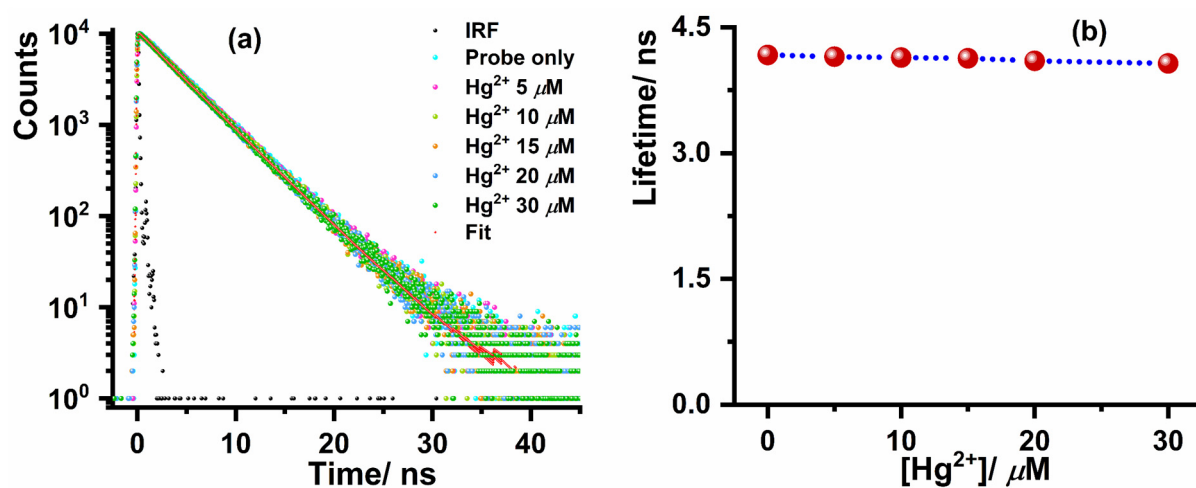 (a)
Counts
10⁴
10³
10²
10¹
10⁰
IRF
Probe only
Hg²⁺ 5 μM
Hg²⁺ 10 μM
Hg²⁺ 15 μM
Hg²⁺ 20 μM
Hg²⁺ 30 μM
Fit
0 10 20 30 40
Time/ ns
(b)
Lifetime/ ns
4.5
3.0
1.5
0.0
0 10 20 30
[Hg²⁺]/ μM